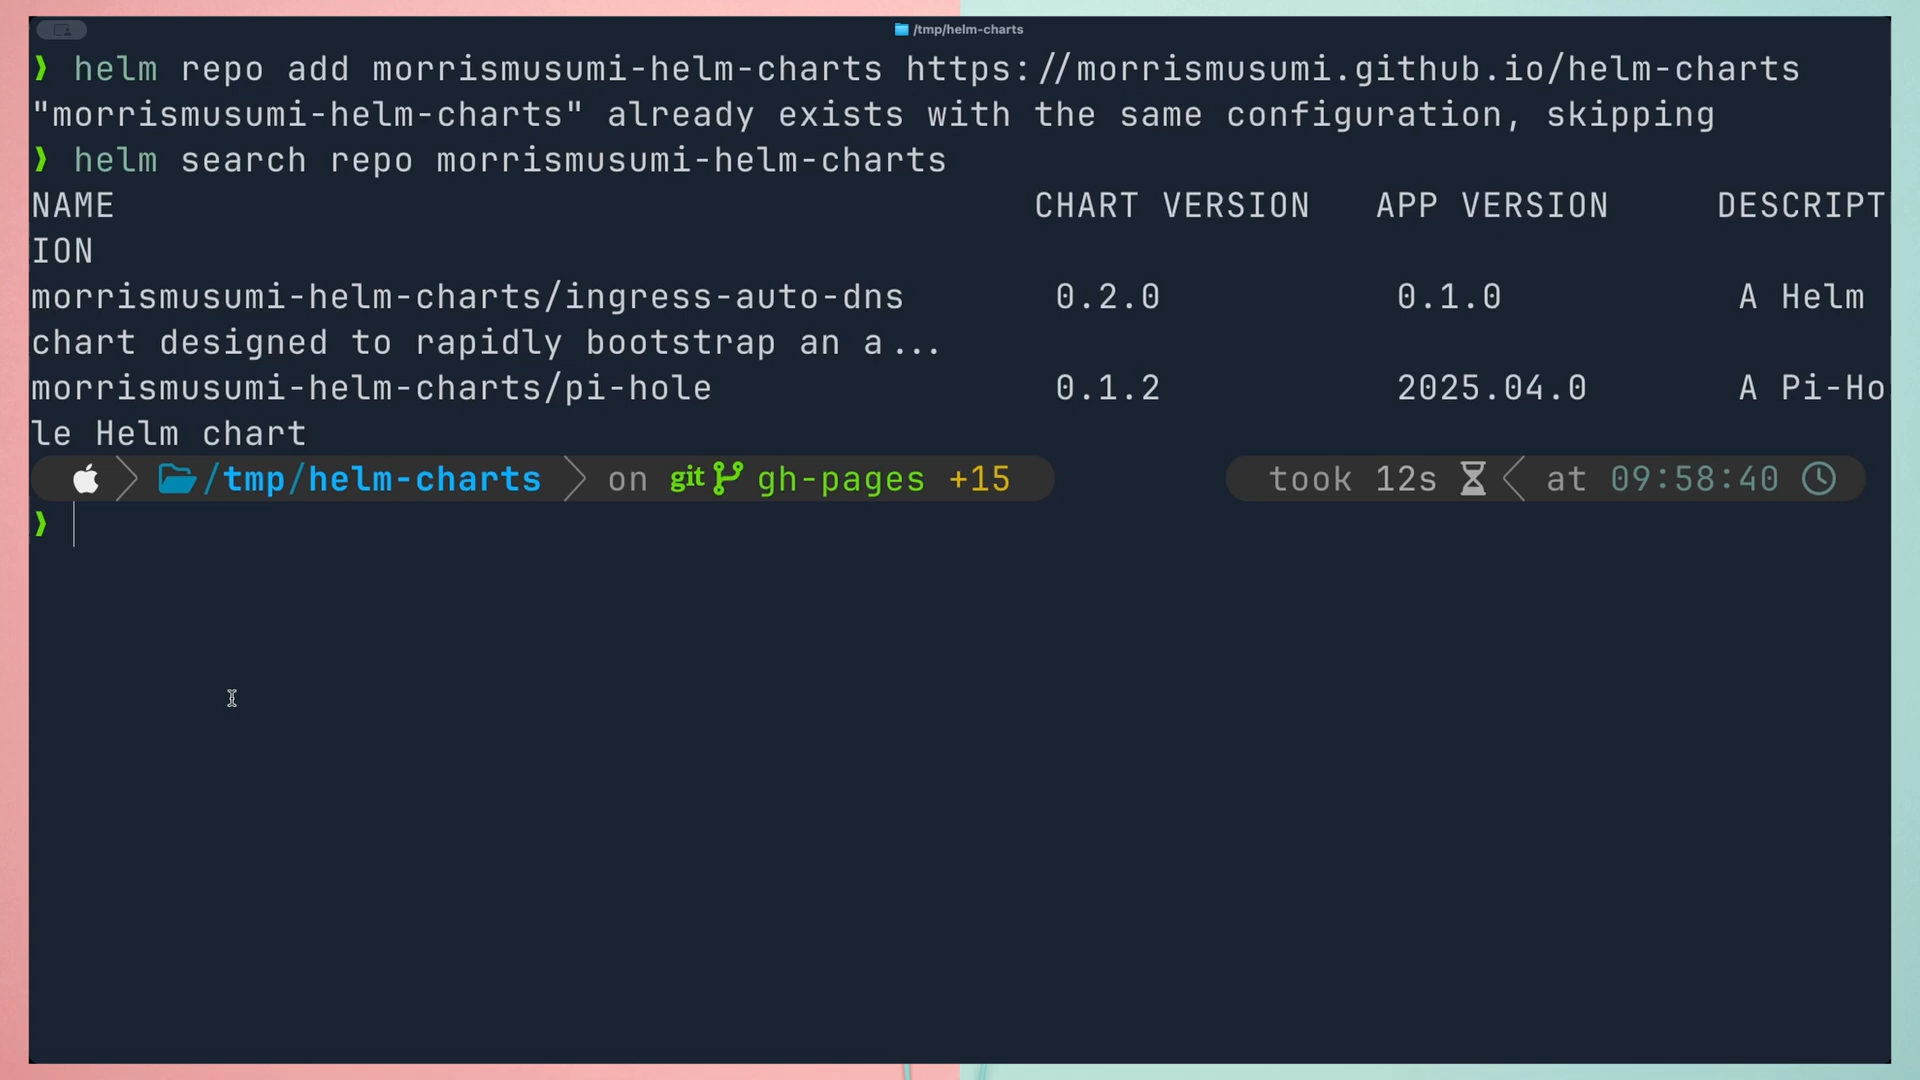 /tmp/helm-charts
❯ helm repo add morrismusumi-helm-charts https://morrismusumi.github.io/helm-charts
"morrismusumi-helm-charts" already exists with the same configuration, skipping
❯ helm search repo morrismusumi-helm-charts
NAME CHART VERSION APP VERSION DESCRIPT
ION
morrismusumi-helm-charts/ingress-auto-dns 0.2.0 0.1.0 A Helm
chart designed to rapidly bootstrap an a...
morrismusumi-helm-charts/pi-hole 0.1.2 2025.04.0 A Pi-Ho
le Helm chart
/tmp/helm-charts on git gh-pages +15 took 12s at 09:58:40
❯